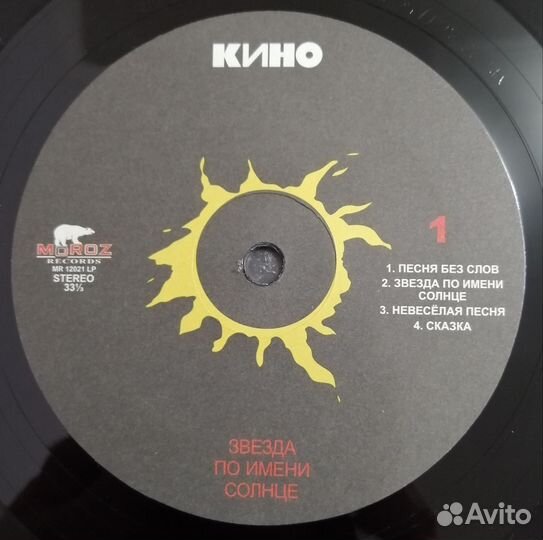 КИНО
MOROZ
RECORDS
MR 12021 LP
STEREO
33⅓
1
1. ПЕСНЯ БЕЗ СЛОВ
2. ЗВЕЗДА ПО ИМЕНИ
СОЛНЦЕ
3. НЕВЕСЁЛАЯ ПЕСНЯ
4. СКАЗКА
ЗВЕЗДА
ПО ИМЕНИ
СОЛНЦЕ
Avito